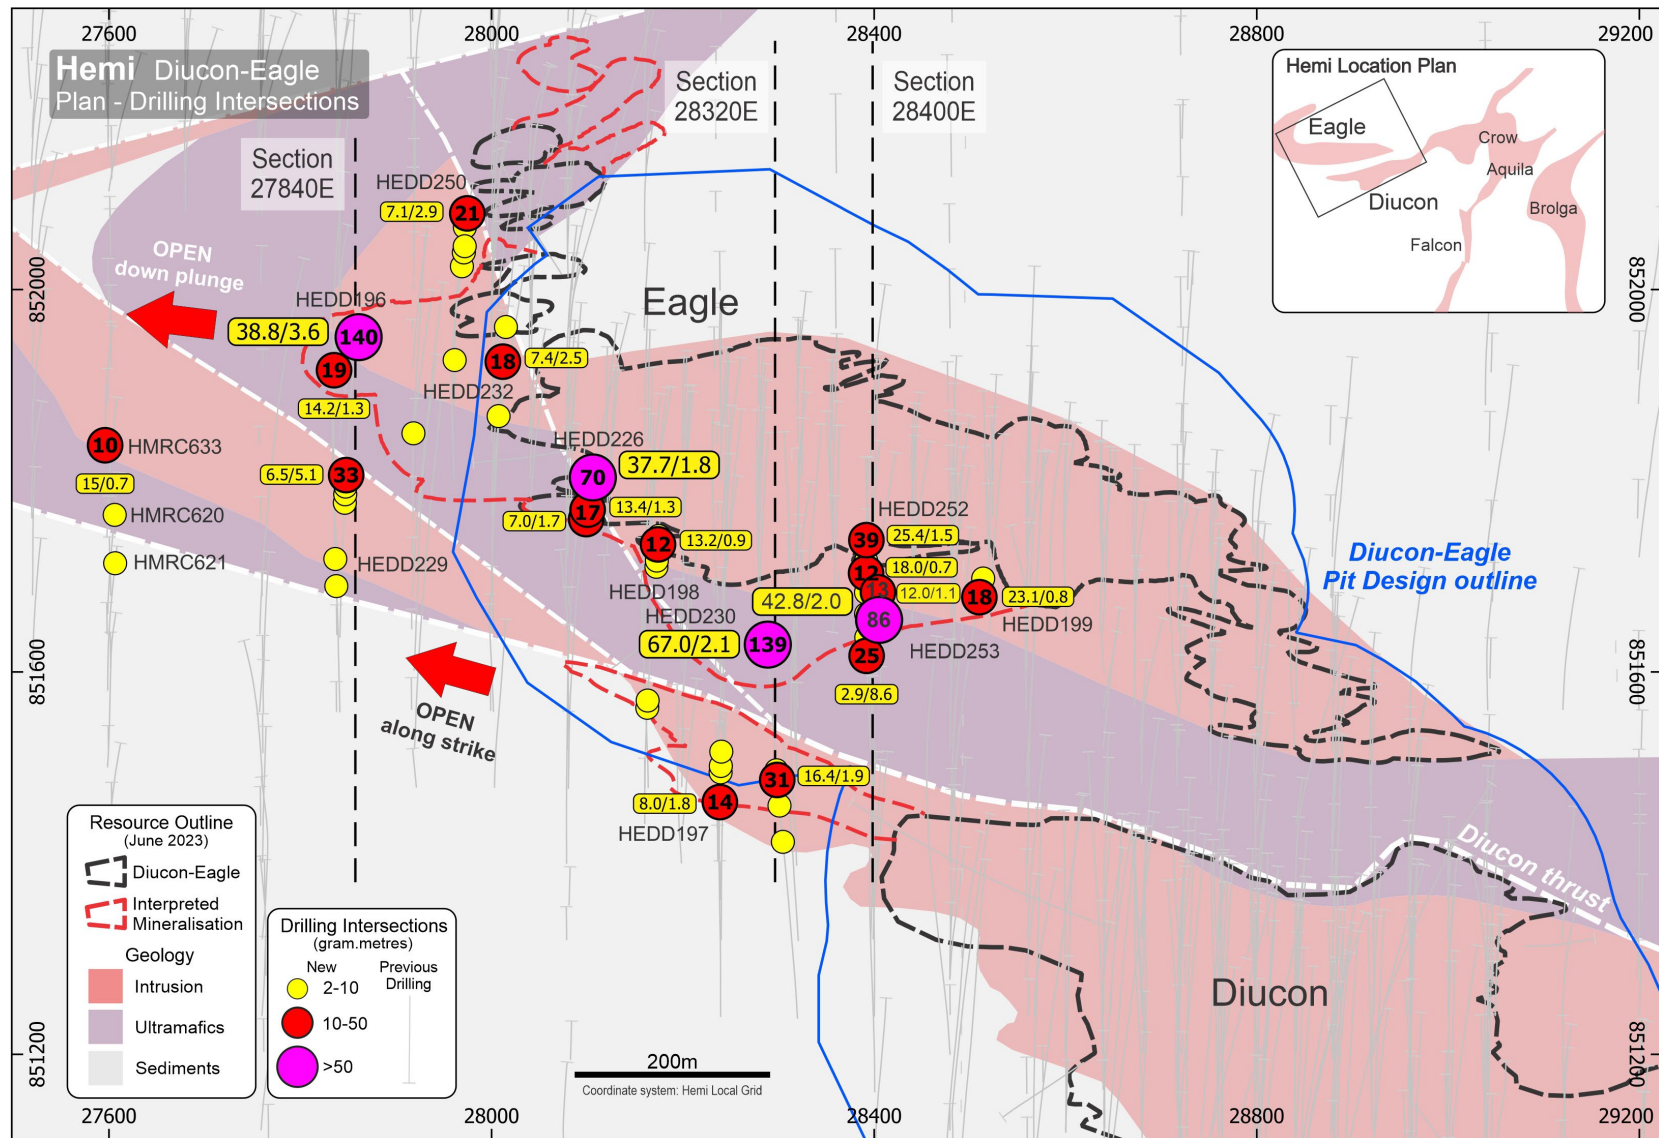 27600
28000
28400
28800
29200
Hemi Diucon-Eagle
Plan - Drilling Intersections
Section
28320E
Section
28400E
Section
27840E
Hemi Location Plan
Eagle
Crow
Aquila
Diucon
Brolga
Falcon
HEDD250
7.1/2.9
21
OPEN
down plunge
852000
852000
HEDD196
38.8/3.6
140
19
14.2/1.3
Eagle
18
7.4/2.5
HEDD232
10
HMRC633
15/0.7
HMRC620
HMRC621
6.5/5.1
33
HEDD229
HEDD226
70
37.7/1.8
17
13.4/1.3
7.0/1.7
12
13.2/0.9
HEDD198
HEDD230
67.0/2.1
139
HEDD252
39
25.4/1.5
12
18.0/0.7
13
12.0/1.1
42.8/2.0
86
HEDD253
25
2.9/8.6
18
23.1/0.8
HEDD199
Diucon-Eagle
Pit Design outline
851600
851600
OPEN
along strike
31
16.4/1.9
14
8.0/1.8
HEDD197
Diucon thrust
Diucon
Resource Outline
(June 2023)
Diucon-Eagle
Interpreted
Mineralisation
Geology
Intrusion
Ultramafics
Sediments
Drilling Intersections
(gram.metres)
New
Previous
Drilling
2-10
10-50
>50
200m
Coordinate system: Hemi Local Grid
851200
851200
27600
28000
28400
28800
29200